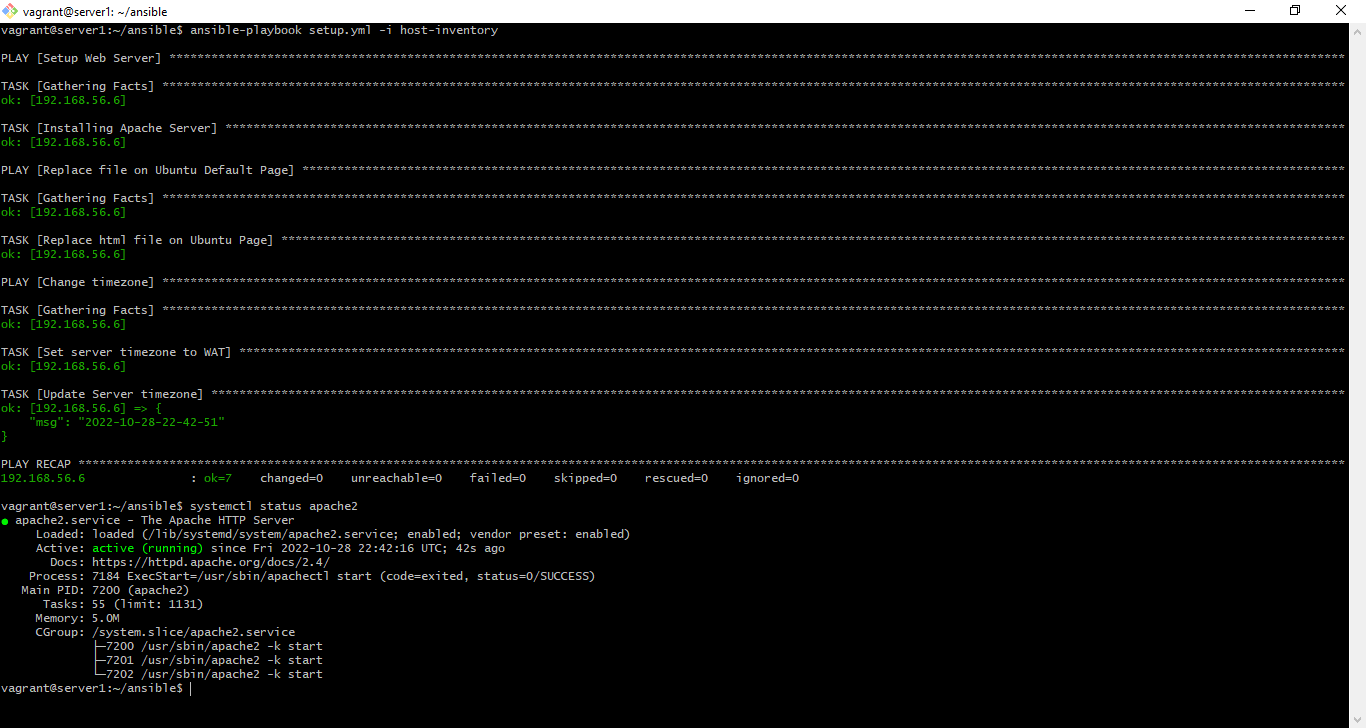 vagrant@server1: ~/ansible
vagrant@server1:~/ansible$ ansible-playbook setup.yml -i host-inventory
PLAY [Setup Web Server] ****************************************************************************************************************************************************************________
TASK [Gathering Facts] *****************************************************************************************************************************************************************
ok: [192.168.56.6]
TASK [Installing Apache Server] ********************************************************************************************************************************************************
ok: [192.168.56.6]
PLAY [Replace file on Ubuntu Default Page] *********************************************************************************************************************************************
TASK [Gathering Facts] *****************************************************************************************************************************************************************
ok: [192.168.56.6]
TASK [Replace html file on Ubuntu Page] ************************************************************************************************************************************************
ok: [192.168.56.6]
PLAY [Change timezone] *****************************************************************************************************************************************************************
TASK [Gathering Facts] *****************************************************************************************************************************************************************
ok: [192.168.56.6]
TASK [Set server timezone to WAT] ******************************************************************************************************************************************************
ok: [192.168.56.6]
TASK [Update Server timezone] **********************************************************************************************************************************************************
ok: [192.168.56.6] => {
    "msg": "2022-10-28-22-42-51"
}
PLAY RECAP *****************************************************************************************************************************************************************************
192.168.56.6               : ok=7    changed=0    unreachable=0    failed=0    skipped=0    rescued=0    ignored=0
vagrant@server1:~/ansible$ systemctl status apache2
● apache2.service - The Apache HTTP Server
     Loaded: loaded (/lib/systemd/system/apache2.service; enabled; vendor preset: enabled)
     Active: active (running) since Fri 2022-10-28 22:42:16 UTC; 42s ago
       Docs: https://httpd.apache.org/docs/2.4/
    Process: 7184 ExecStart=/usr/sbin/apachectl start (code=exited, status=0/SUCCESS)
   Main PID: 7200 (apache2)
      Tasks: 55 (limit: 1131)
     Memory: 5.0M
     CGroup: /system.slice/apache2.service
             ├─7200 /usr/sbin/apache2 -k start
             ├─7201 /usr/sbin/apache2 -k start
             └─7202 /usr/sbin/apache2 -k start
vagrant@server1:~/ansible$